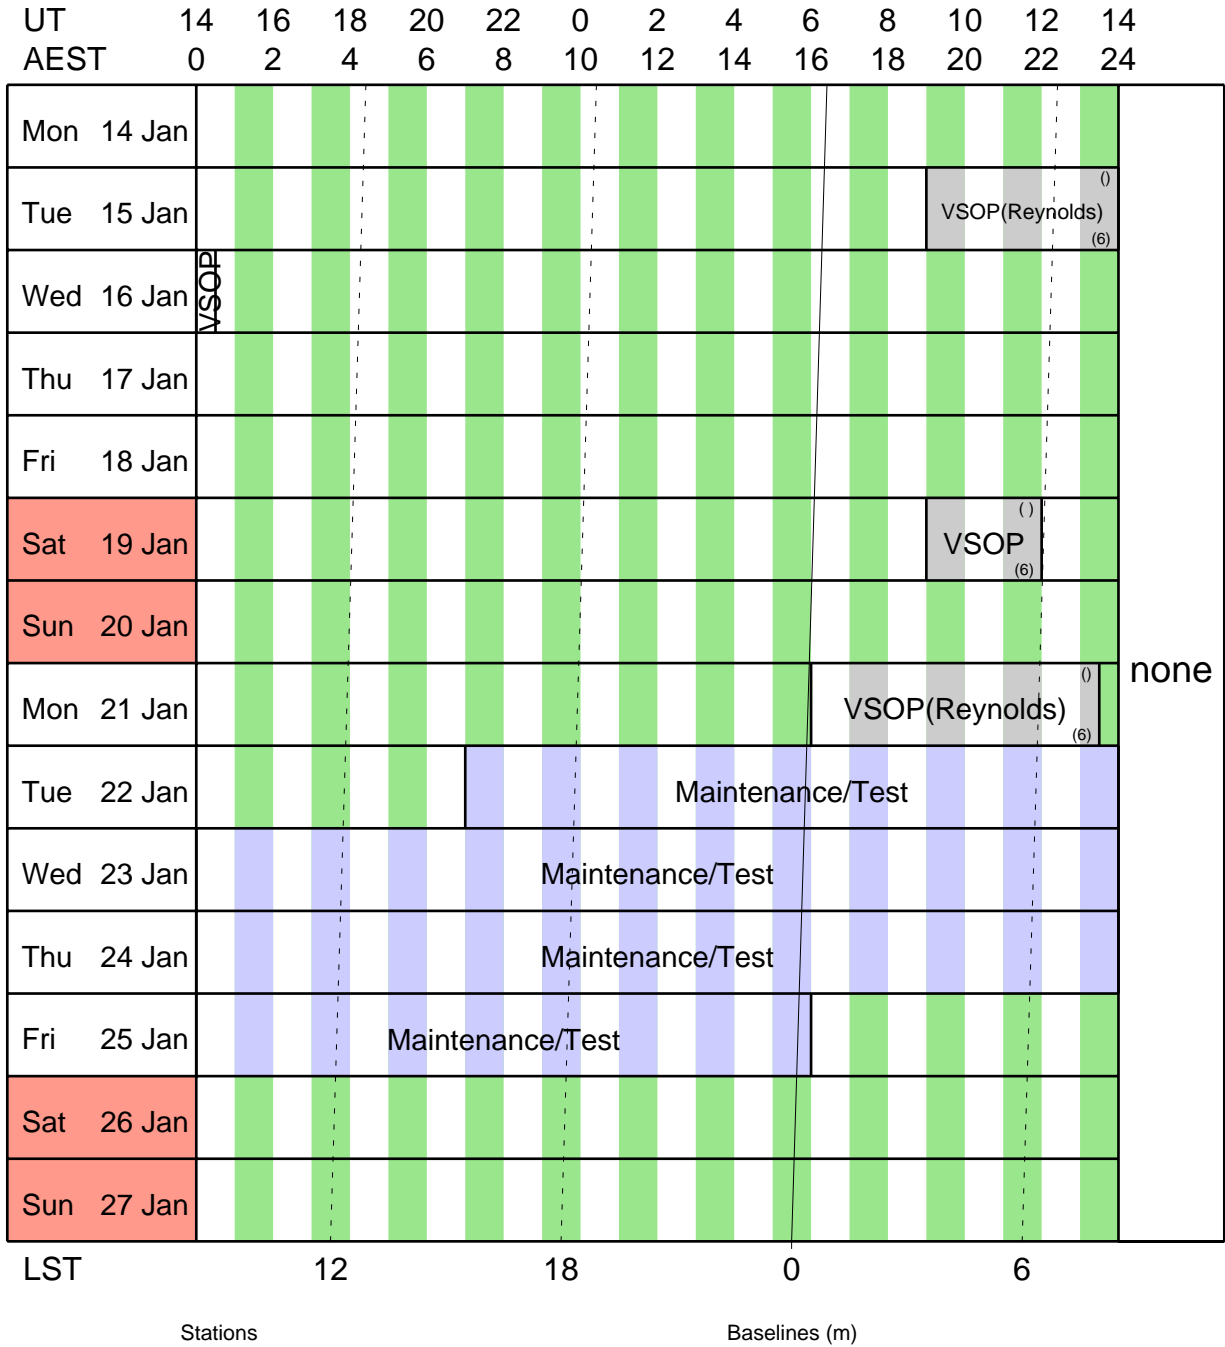 UT 14 16 18 20 22 0 2 4 6 8 10 12 14
AEST 0 2 4 6 8 10 12 14 16 18 20 22 24
Mon 14 Jan
()
Tue 15 Jan VSOP(Reynolds)
(6)
Wed 16 Jan VSOP
Thu 17 Jan
Fri 18 Jan
( )
Sat 19 Jan VSOP
(6)
Sun 20 Jan
none
()
Mon 21 Jan VSOP(Reynolds)
(6)
Tue 22 Jan Maintenance/Test
Wed 23 Jan Maintenance/Test
Thu 24 Jan Maintenance/Test
Fri 25 Jan Maintenance/Test
Sat 26 Jan
Sun 27 Jan
LST 12 18 0 6
Stations Baselines (m)